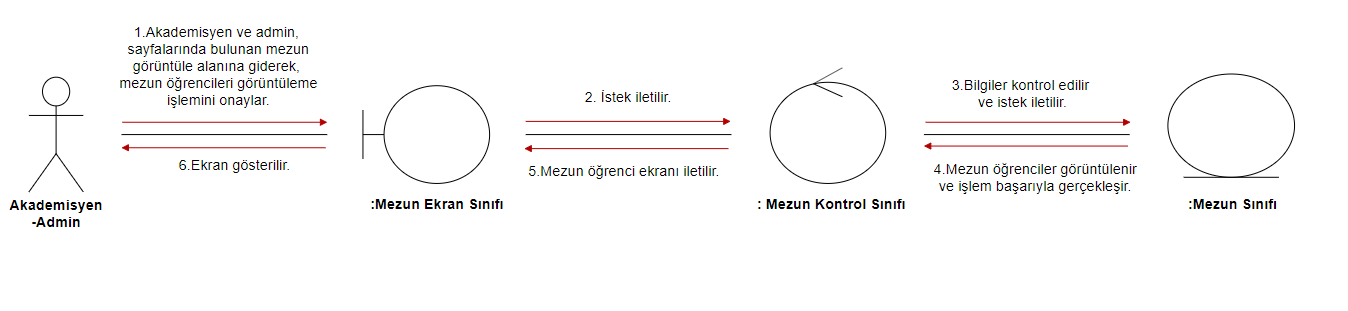 1.Akademisyen ve admin,
sayfalarında bulunan mezun
görüntüle alanına giderek,
mezun öğrencileri görüntüleme
işlemini onaylar.
6.Ekran gösterilir.
Akademisyen
-Admin
2. İstek iletilir.
5.Mezun öğrenci ekranı iletilir.
:Mezun Ekran Sınıfı
3.Bilgiler kontrol edilir
ve istek iletilir.
4.Mezun öğrenciler görüntülenir
ve işlem başarıyla gerçekleşir.
: Mezun Kontrol Sınıfı
:Mezun Sınıfı